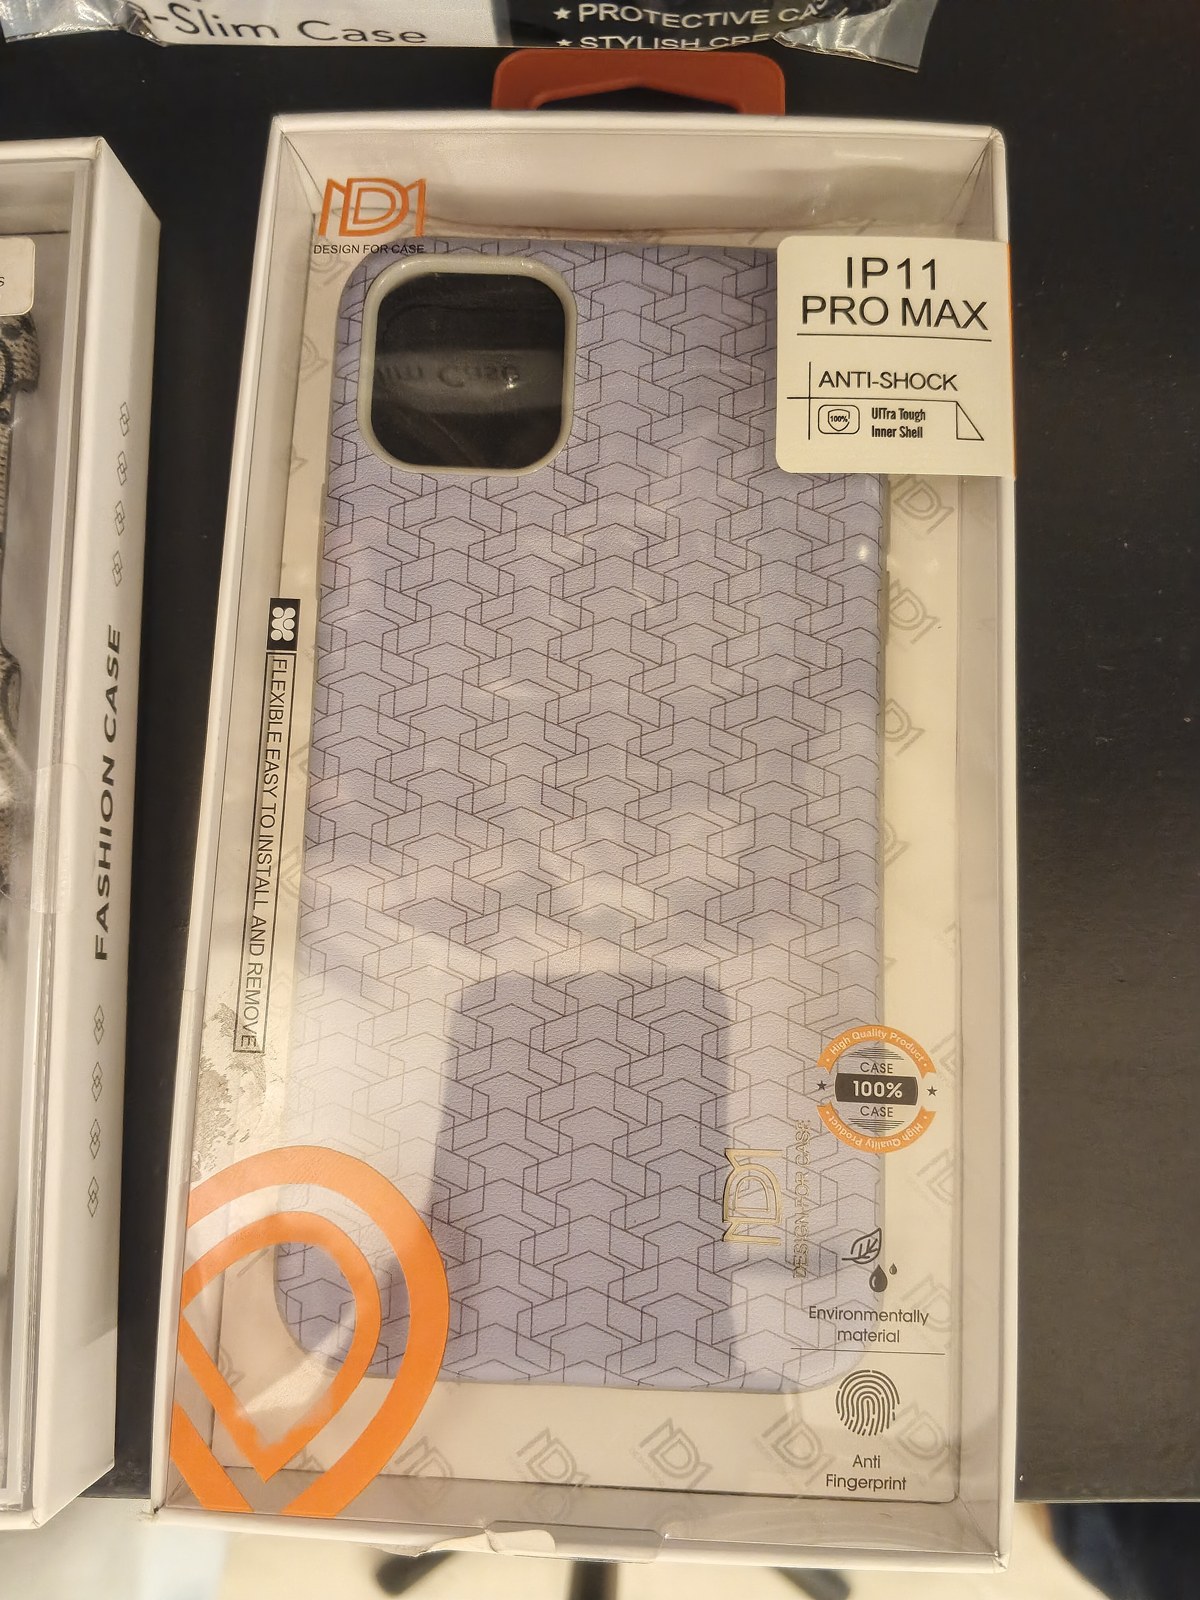 -Slim Case
★ PROTECTIVE CA
★ STYLISH CREA
DESIGN FOR CASE
IP11
PRO MAX
ANTI-SHOCK
100%
UlTra Tough
Inner Shell
FLEXIBLE EASY TO INSTALL AND REMOVE
FASHION CASE
High Quality Product
CASE
100%
CASE
High Quality Product
DESIGN FOR CASE
Environmentally
material
Anti
Fingerprint